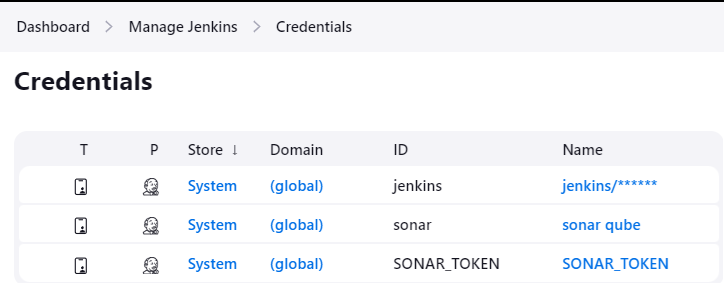 Dashboard > Manage Jenkins > Credentials
Credentials
T P Store ↓ Domain ID Name
System (global) jenkins jenkins/******
System (global) sonar sonar qube
System (global) SONAR_TOKEN SONAR_TOKEN